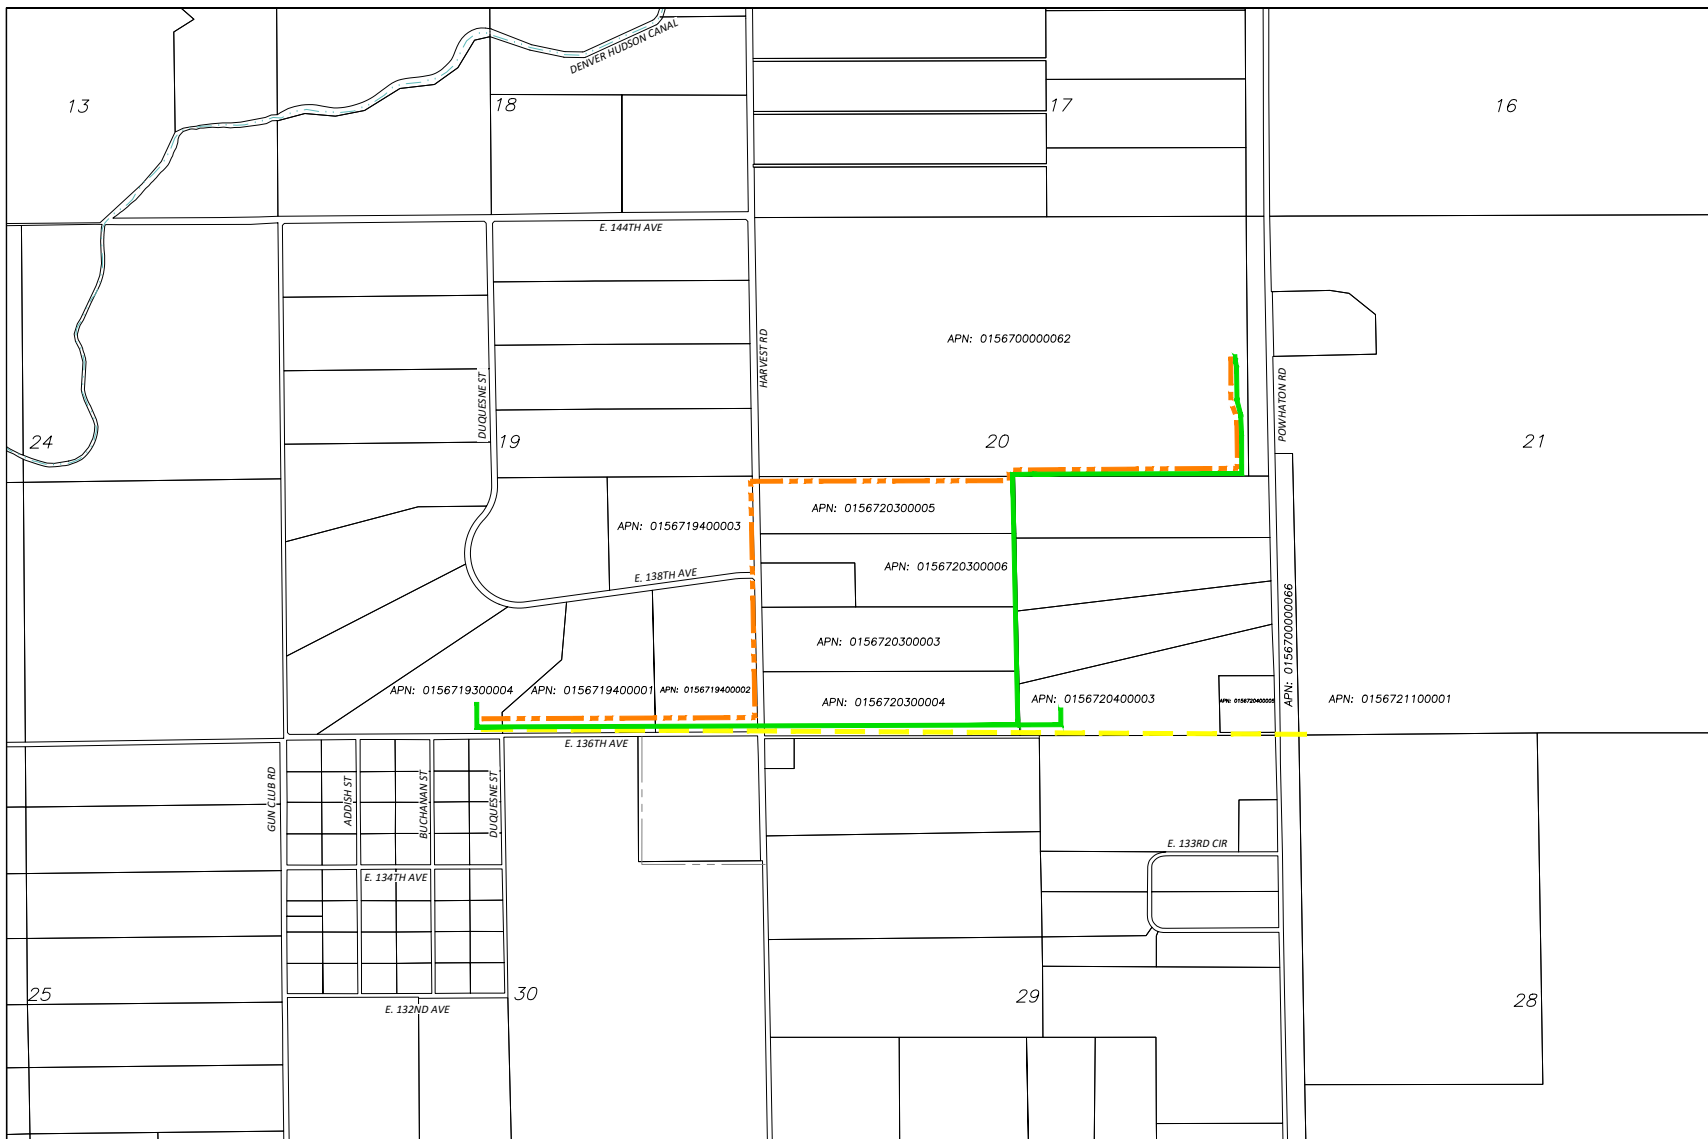 DENVER HUDSON CANAL
13
18
17
16
E. 144TH AVE
HARVEST RD
APN: 0156700000062
DUQUESNE ST
POWHATON RD
24
19
20
21
APN: 0156720300005
APN: 0156719400003
APN: 0156720300006
E. 138TH AVE
APN: 0156700000066
APN: 0156720300003
APN: 0156719300004
APN: 0156719400001
APN: 0156719400002
APN: 0156720300004
APN: 0156720400003
APN: 0156720400005
APN: 0156721100001
E. 136TH AVE
GUN CLUB RD
ADDISH ST
BUCHANAN ST
DUQUESNE ST
E. 133RD CIR
E. 134TH AVE
25
30
29
28
E. 132ND AVE